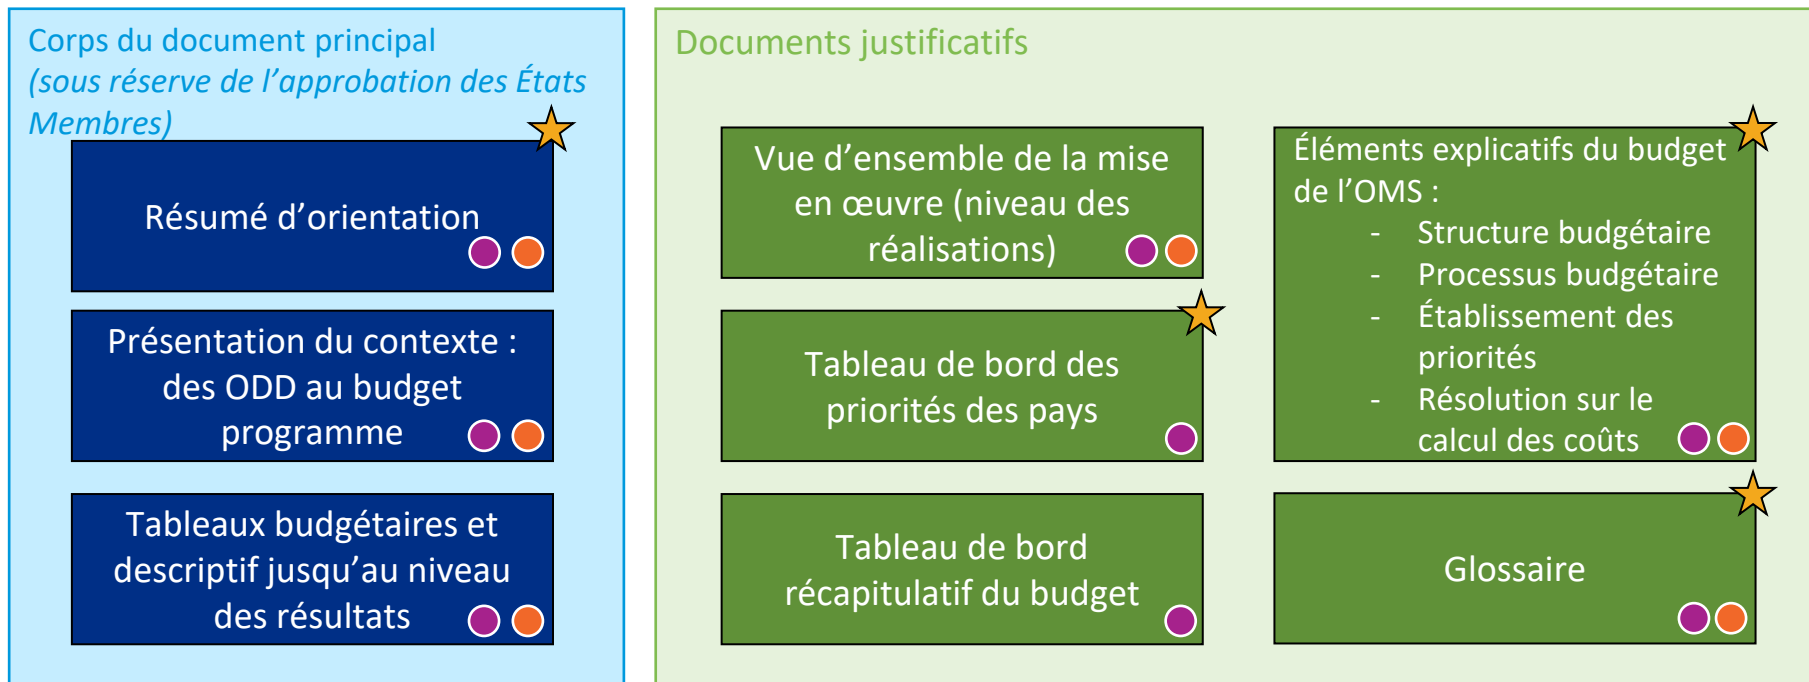 Corps du document principal
(sous réserve de l’approbation des États
Membres)
Résumé d’orientation
Présentation du contexte :
des ODD au budget
programme
Tableaux budgétaires et
descriptif jusqu’au niveau
des résultats
Documents justificatifs
Vue d’ensemble de la mise
en œuvre (niveau des
réalisations)
Tableau de bord des
priorités des pays
Tableau de bord
récapitulatif du budget
Éléments explicatifs du budget
de l’OMS :
- Structure budgétaire
- Processus budgétaire
- Établissement des
priorités
- Résolution sur le
calcul des coûts
Glossaire